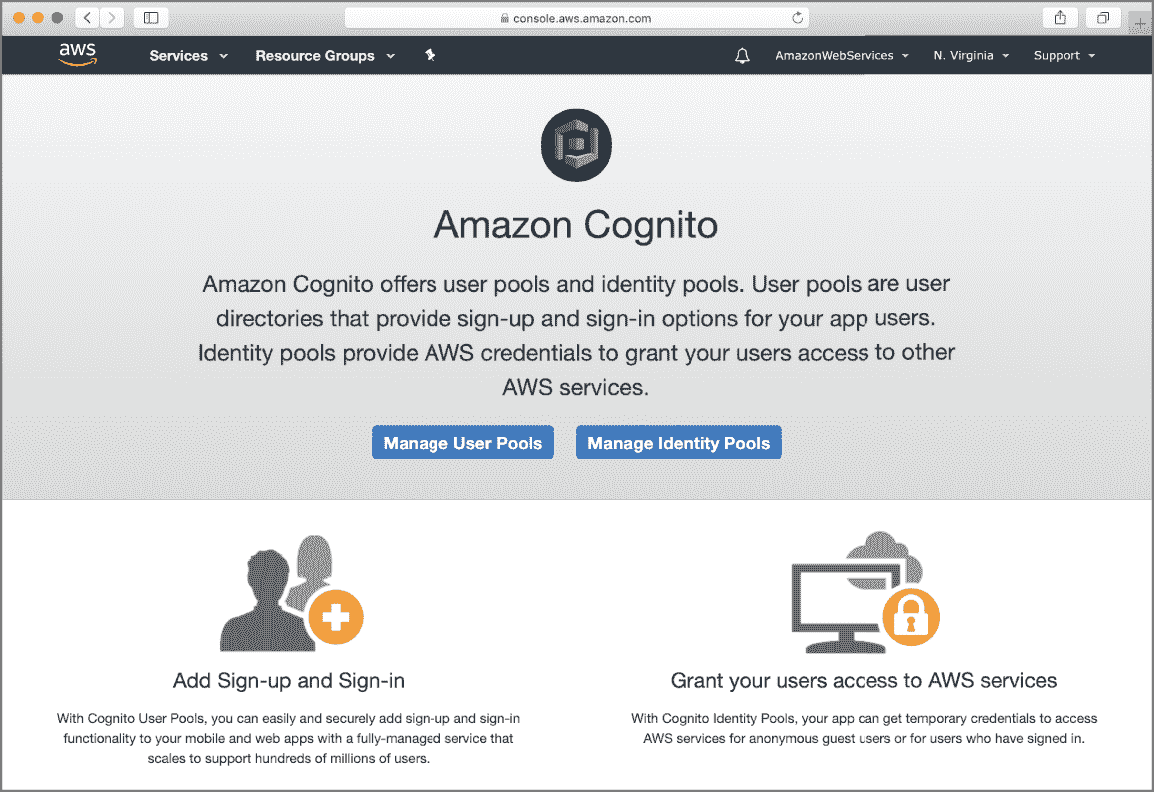 console.aws.amazon.com
aws Services Resource Groups AmazonWebServices N. Virginia Support
Amazon Cognito
Amazon Cognito offers user pools and identity pools. User pools are user
directories that provide sign-up and sign-in options for your app users.
Identity pools provide AWS credentials to grant your users access to other
AWS services.
Manage User Pools Manage Identity Pools
Add Sign-up and Sign-in
With Cognito User Pools, you can easily and securely add sign-up and sign-in
functionality to your mobile and web apps with a fully-managed service that
scales to support hundreds of millions of users.
Grant your users access to AWS services
With Cognito Identity Pools, your app can get temporary credentials to access
AWS services for anonymous guest users or for users who have signed in.